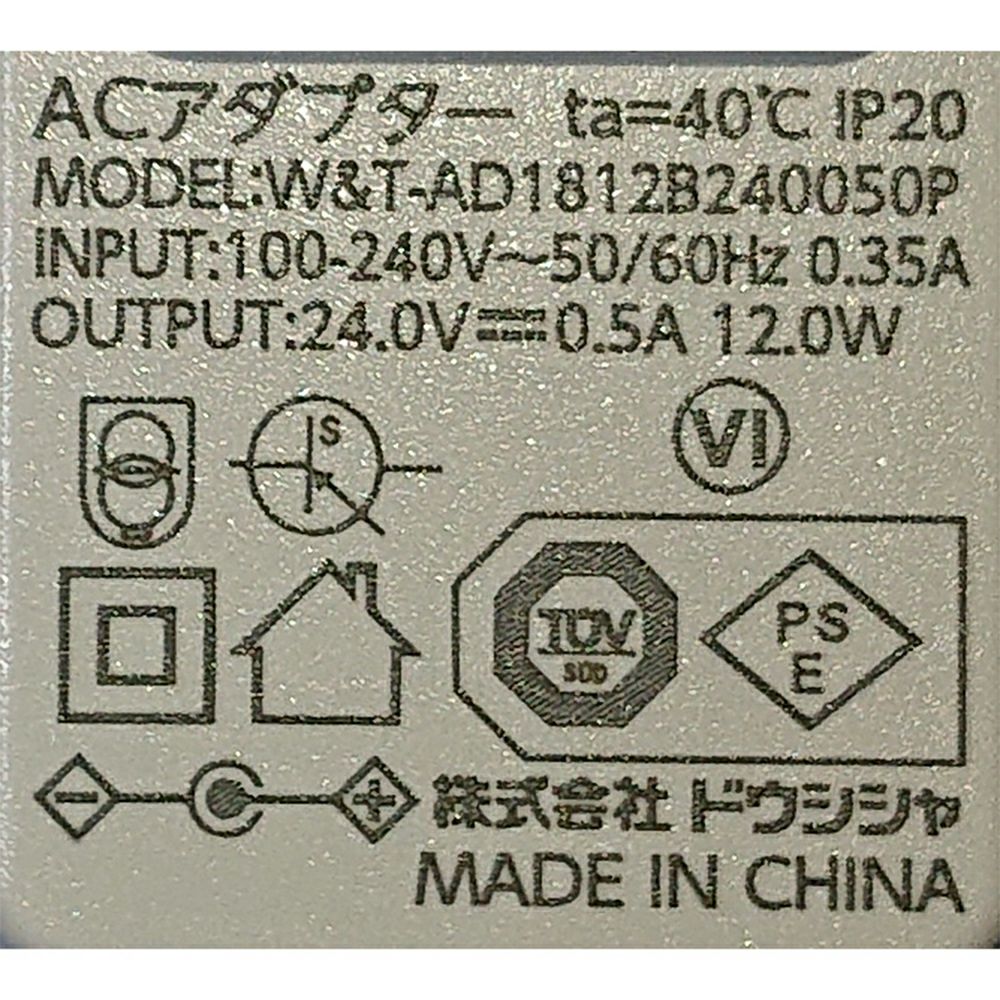 ACアダプター ta=40℃ IP20
MODEL:W&T-AD1812B240050P
INPUT:100-240V～50/60Hz 0.35A
OUTPUT:24.0V⎓0.5A 12.0W
S
VI
TÜV
SÜD
PS
E
株式会社 ドウシシャ
MADE IN CHINA